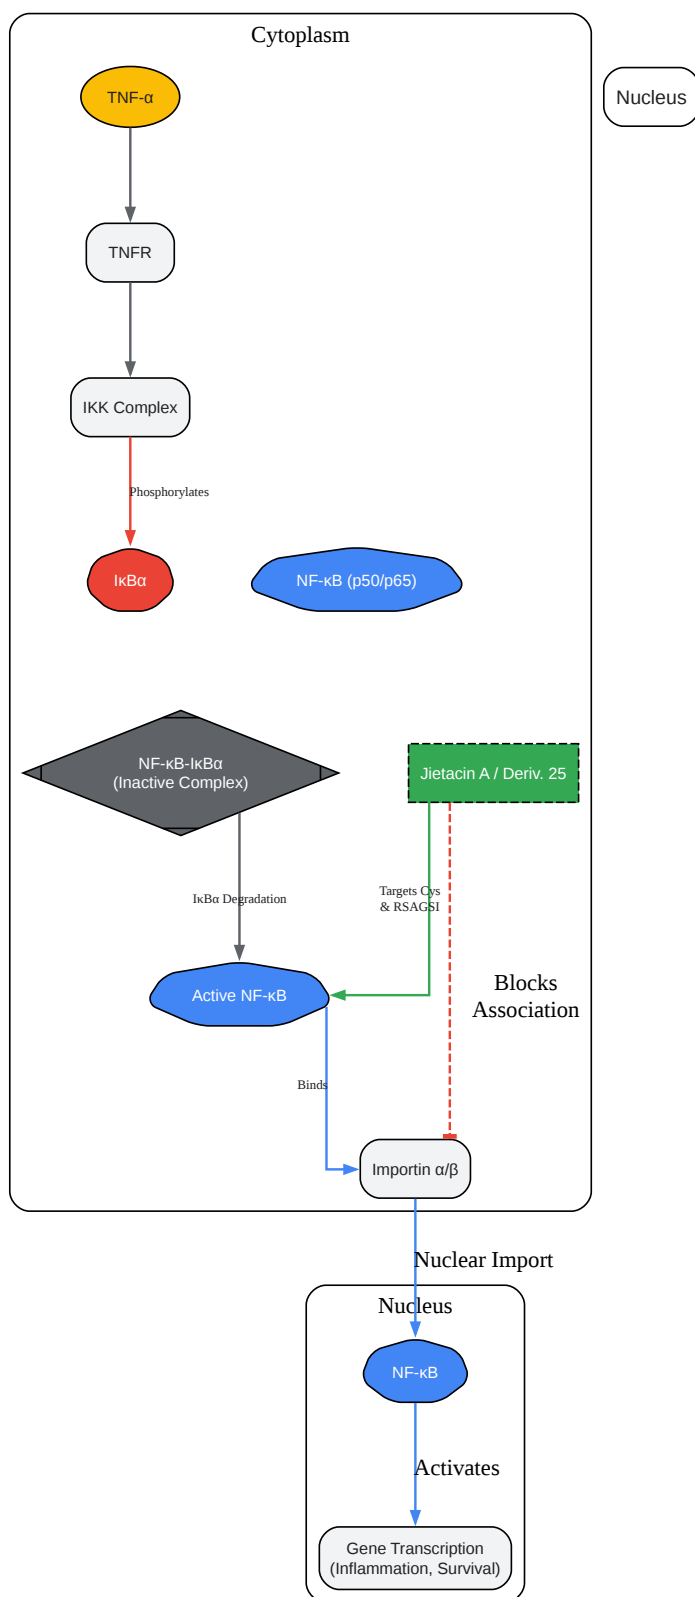 Cytoplasm
TNF-α
Nucleus
TNFR
IKK Complex
Phosphorylates
IκBα
NF-κB (p50/p65)
NF-κB-IκBα
(Inactive Complex)
Jietacin A / Deriv. 25
IκBα Degradation
Targets Cys
& RSAGSI
Blocks
Association
Active NF-κB
Binds
Importin α/β
Nuclear Import
Nucleus
NF-κB
Activates
Gene Transcription
(Inflammation, Survival)